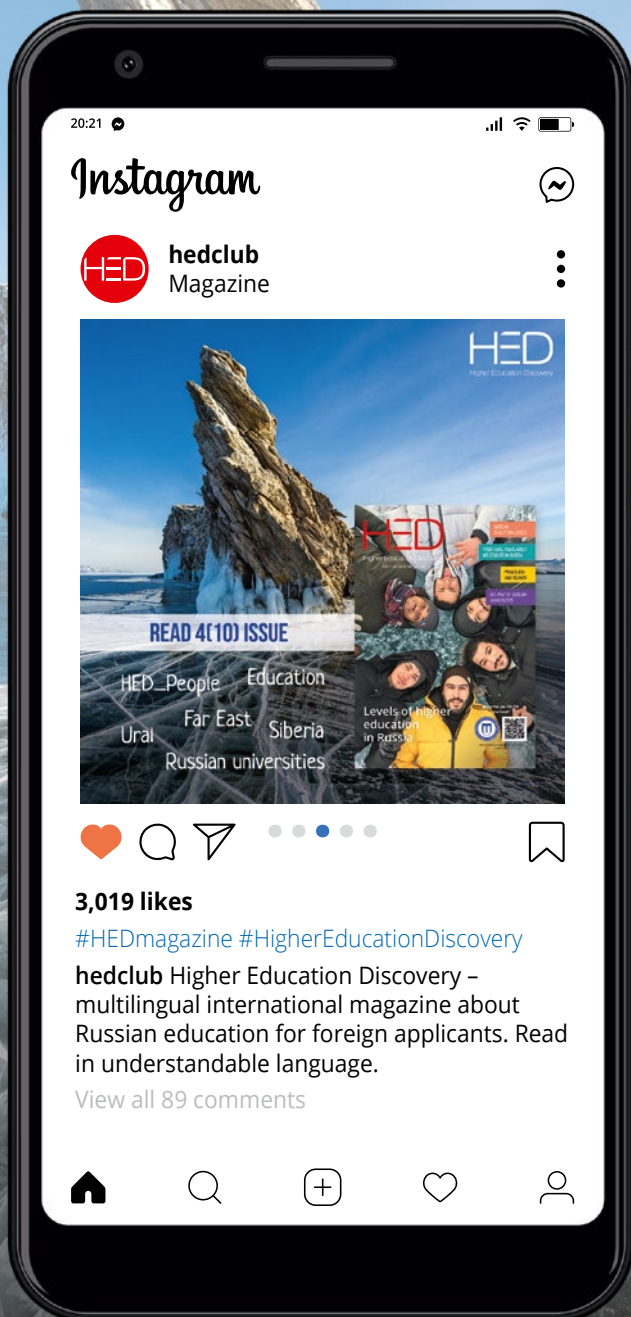 20:21
Instagram
HED
hedclub
Magazine
HED
Higher Education Discovery
HED
READ 4(10) ISSUE
HED_People
Education
Ural
Far East
Siberia
Russian universities
Levels of higher
education
in Russia
3,019 likes
#HEDmagazine #HigherEducationDiscovery
hedclub Higher Education Discovery –
multilingual international magazine about
Russian education for foreign applicants. Read
in understandable language.
View all 89 comments